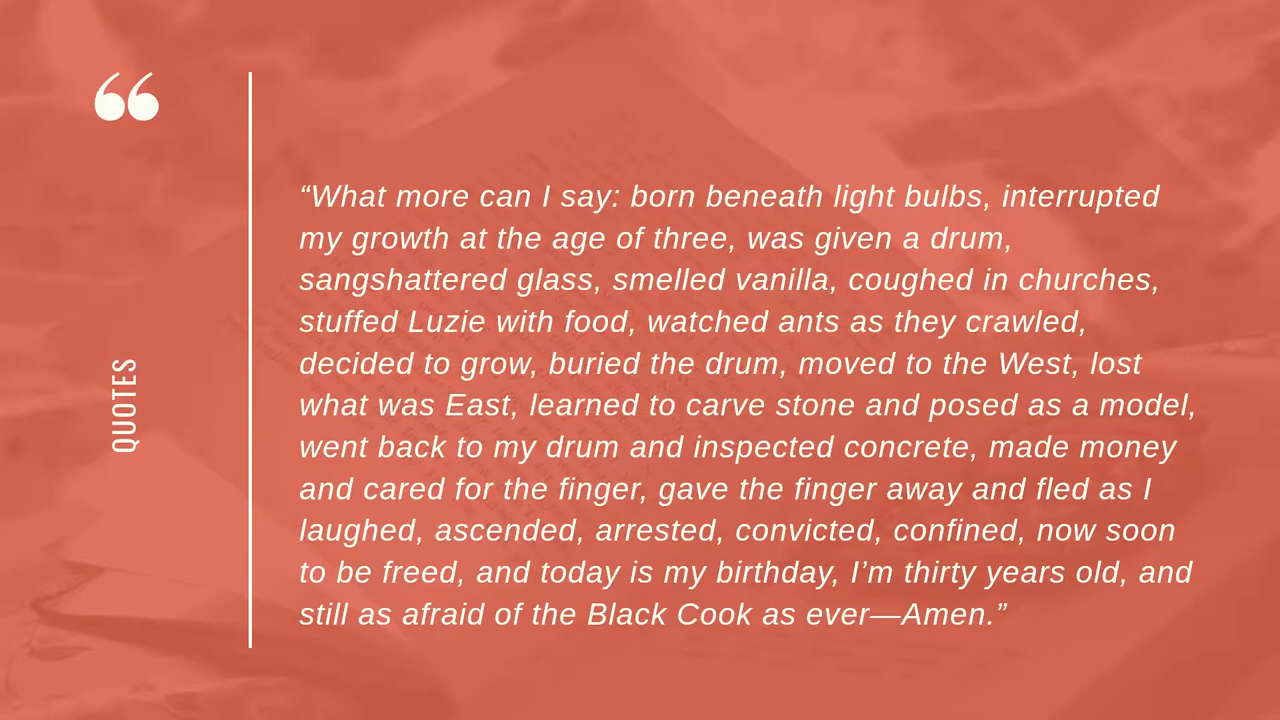 “
QUOTES
“What more can I say: born beneath light bulbs, interrupted
my growth at the age of three, was given a drum,
sangshattered glass, smelled vanilla, coughed in churches,
stuffed Luzie with food, watched ants as they crawled,
decided to grow, buried the drum, moved to the West, lost
what was East, learned to carve stone and posed as a model,
went back to my drum and inspected concrete, made money
and cared for the finger, gave the finger away and fled as I
laughed, ascended, arrested, convicted, confined, now soon
to be freed, and today is my birthday, I’m thirty years old, and
still as afraid of the Black Cook as ever—Amen.”